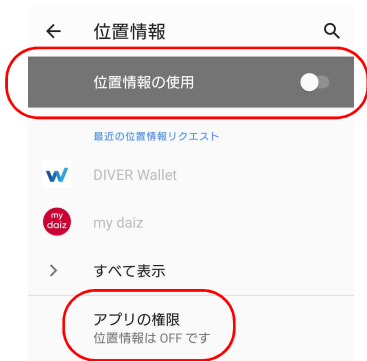 位置情報
位置情報の使用
最近の位置情報リクエスト
DIVER Wallet
my
daiz
my daiz
すべて表示
アプリの権限
位置情報は OFF です